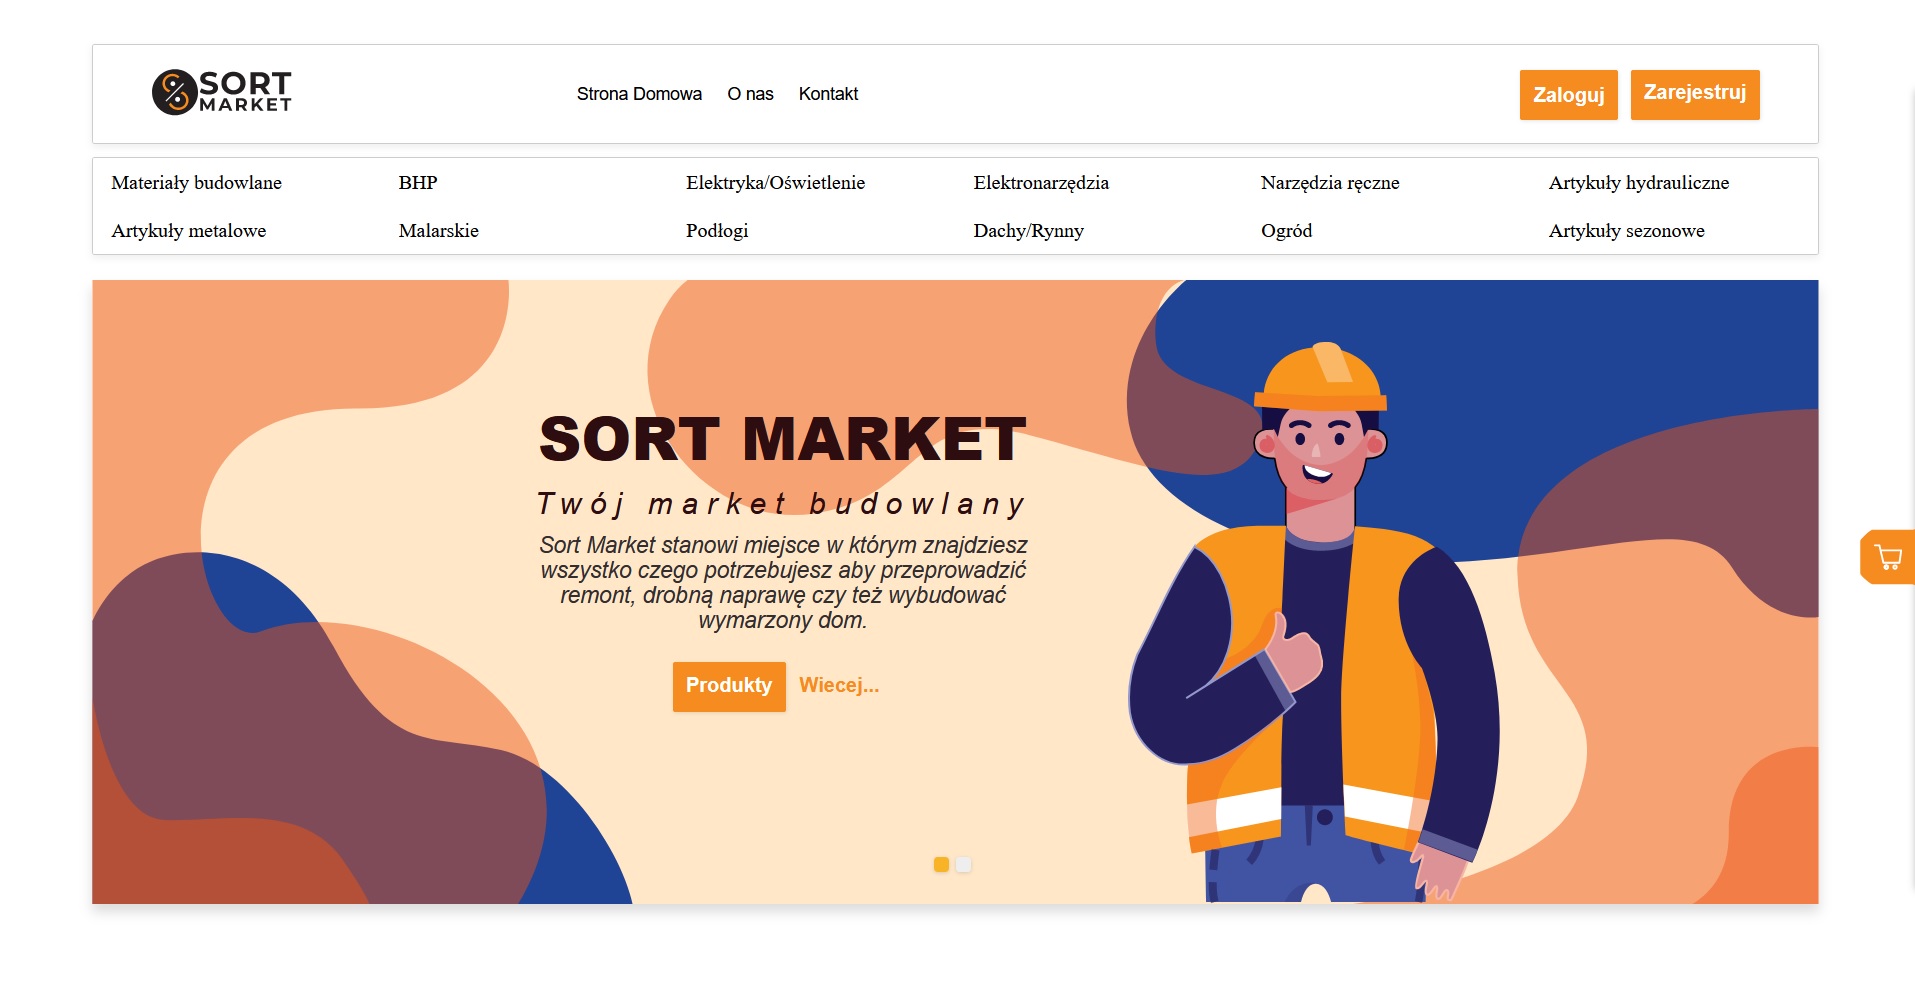 SORT
MARKET
Strona Domowa O nas Kontakt
Zaloguj Zarejestruj
Materiały budowlane BHP Elektryka/Oświetlenie Elektronarzędzia Narzędzia ręczne Artykuły hydrauliczne
Artykuły metalowe Malarskie Podłogi Dachy/Rynny Ogród Artykuły sezonowe
SORT MARKET
Twój market budowlany
Sort Market stanowi miejsce w którym znajdziesz
wszystko czego potrzebujesz aby przeprowadzić
remont, drobną naprawę czy też wybudować
wymarzony dom.
Produkty Wiecej...